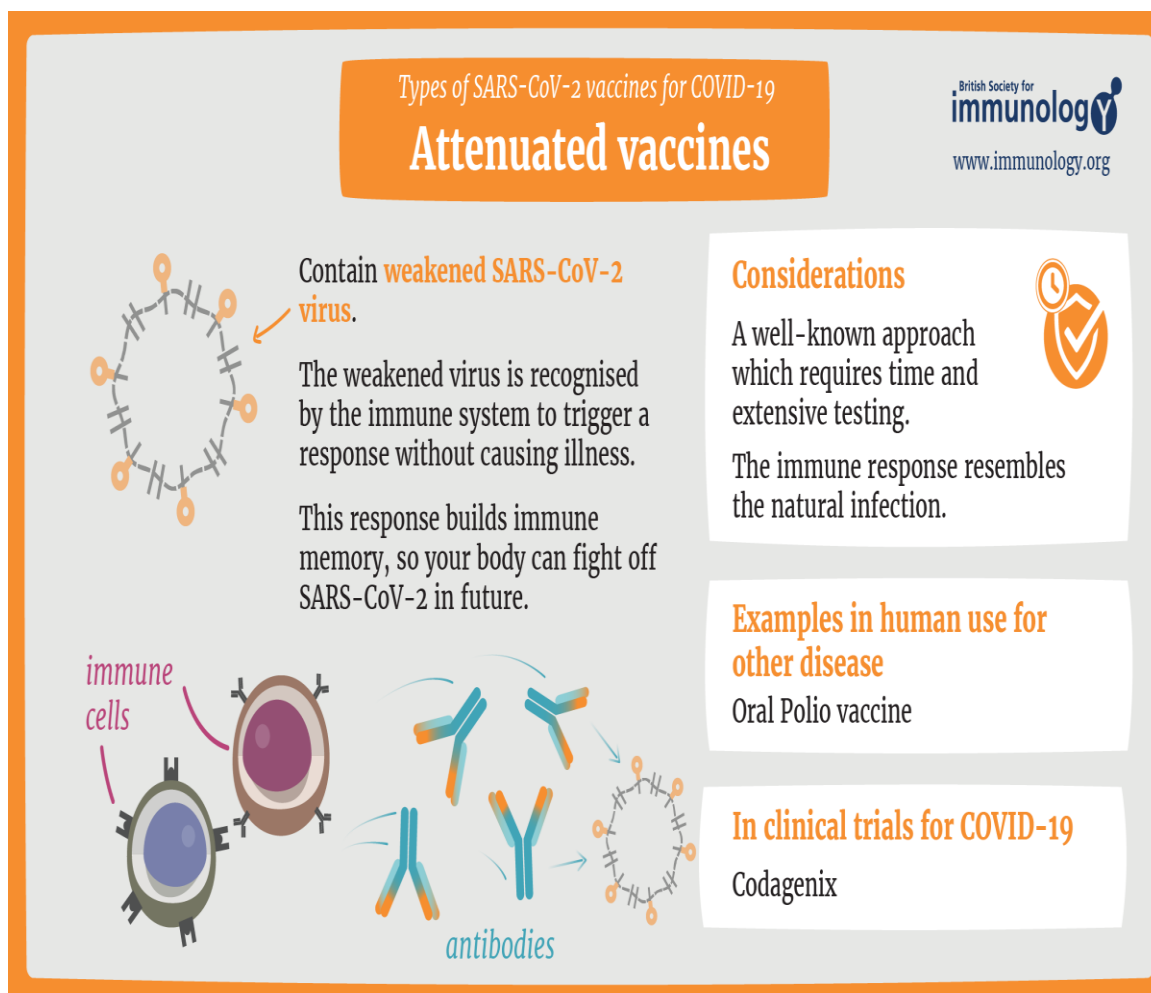 Types of SARS-CoV-2 vaccines for COVID-19
Attenuated vaccines
British Society for
immunology
www.immunology.org
Contain weakened SARS-CoV-2
virus.
The weakened virus is recognised
by the immune system to trigger a
response without causing illness.
This response builds immune
memory, so your body can fight off
SARS-CoV-2 in future.
immune
cells
antibodies
Considerations
A well-known approach
which requires time and
extensive testing.
The immune response resembles
the natural infection.
Examples in human use for
other disease
Oral Polio vaccine
In clinical trials for COVID-19
Codagenix